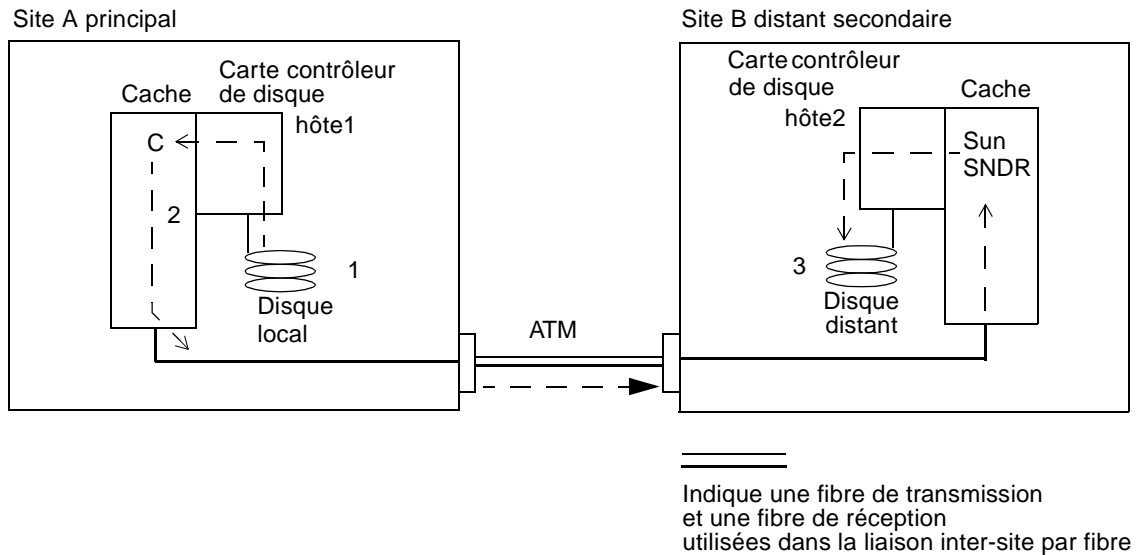 Site A principal
Site B distant secondaire
Carte contrôleur
de disque
Cache
hôte1
C
2
1
Disque
local
ATM
Carte contrôleur
de disque
Cache
hôte2
Sun
SNDR
3
Disque
distant
Indique une fibre de transmission
et une fibre de réception
utilisées dans la liaison inter-site par fibre